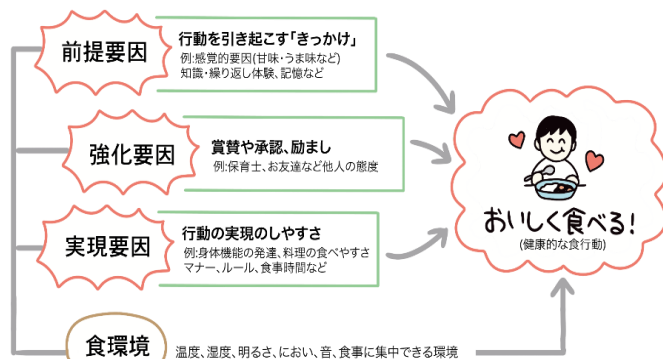 前提要因
行動を引き起こす「きっかけ」
例:感覚的要因(甘味・うま味など)
知識・繰り返し体験、記憶など
強化要因
賞賛や承認、励まし
例:保育士、お友達など他人の態度
実現要因
行動の実現のしやすさ
例:身体機能の発達、料理の食べやすさ
マナー、ルール、食事時間など
おいしく食べる!
(健康的な食行動)
食環境
温度、湿度、明るさ、におい、音、食事に集中できる環境